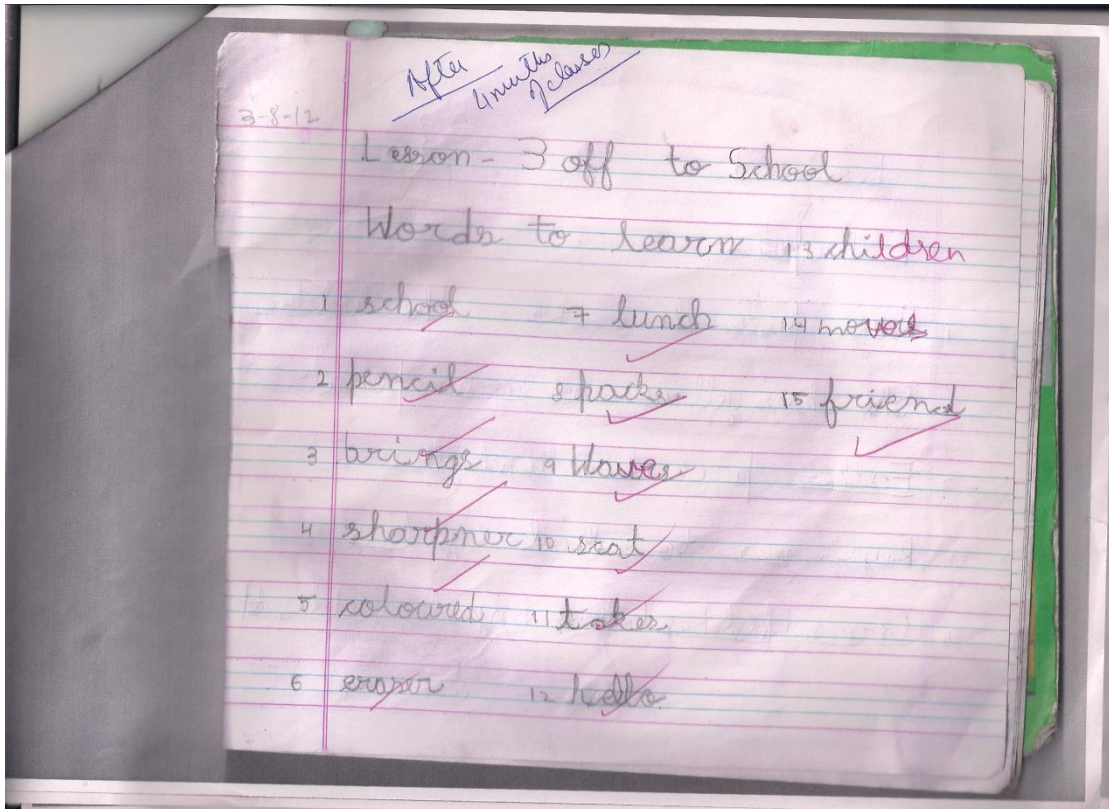 After
4 months
of classes
3-8-12
Lesson - 3 off to School
Words to learn 13 children
1 school 7 lunch 14 moves
2 pencil 8 packs 15 friend
3 brings 9 Waves
4 sharpner 10 seat
5 coloured 11 takes
6 eraser 12 hello